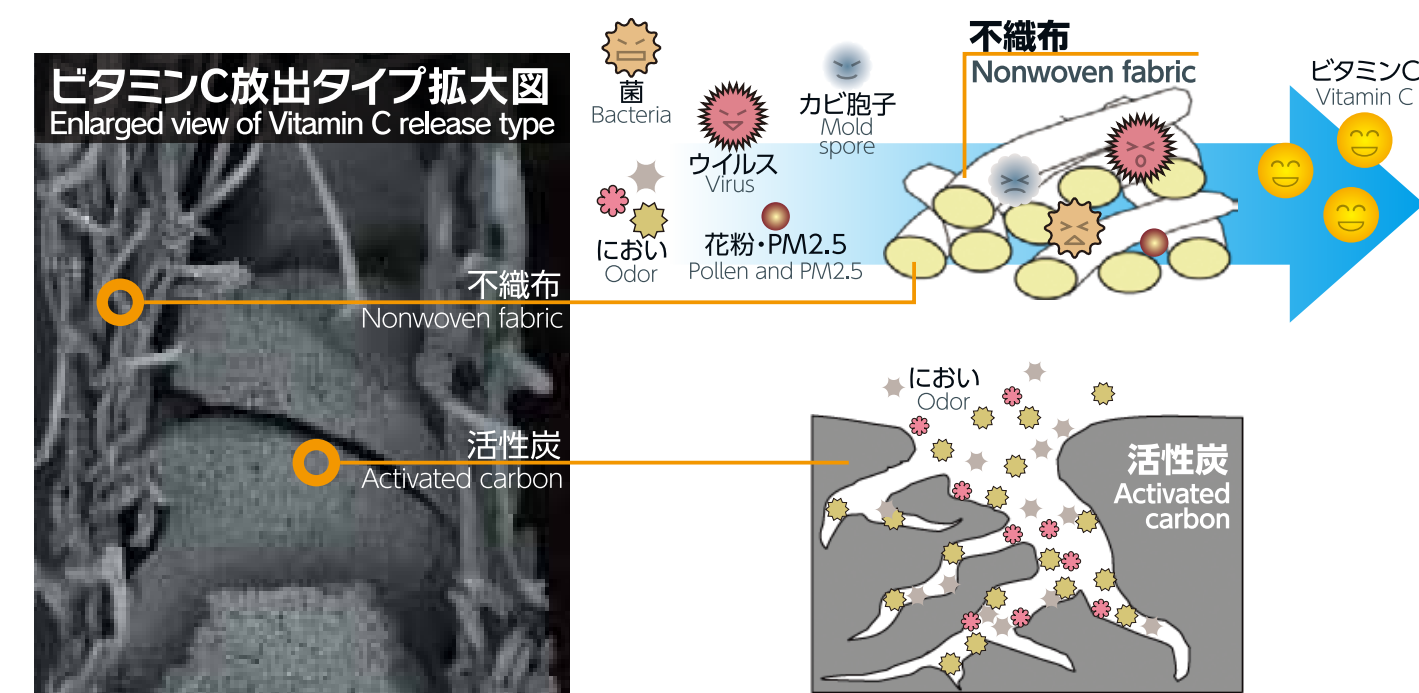 ビタミンC放出タイプ拡大図
Enlarged view of Vitamin C release type
不織布
Nonwoven fabric
活性炭
Activated carbon
菌
Bacteria
ウイルス
Virus
カビ胞子
Mold
spore
におい
Odor
花粉・PM2.5
Pollen and PM2.5
不織布
Nonwoven fabric
ビタミンC
Vitamin C
におい
Odor
活性炭
Activated
carbon